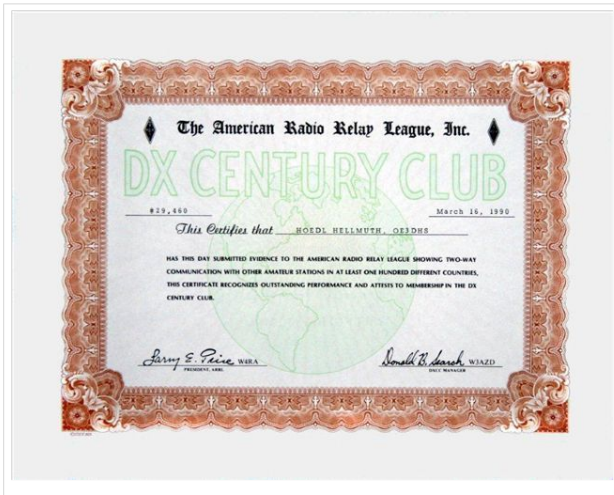 The American Radio Relay League, Inc.
DX CENTURY CLUB
#29,460
March 16, 1990
This Certifies that HOEDL HELLMUTH, OE3DHS
HAS THIS DAY SUBMITTED EVIDENCE TO THE AMERICAN RADIO RELAY LEAGUE SHOWING TWO-WAY
COMMUNICATION WITH OTHER AMATEUR STATIONS IN AT LEAST ONE HUNDRED DIFFERENT COUNTRIES,
THIS CERTIFICATE RECOGNIZES OUTSTANDING PERFORMANCE AND ATTESTS TO MEMBERSHIP IN THE DX
CENTURY CLUB.
Larry E. Price W4RA
PRESIDENT, ARRL
Donald B. Search W3AZD
DXCC MANAGER